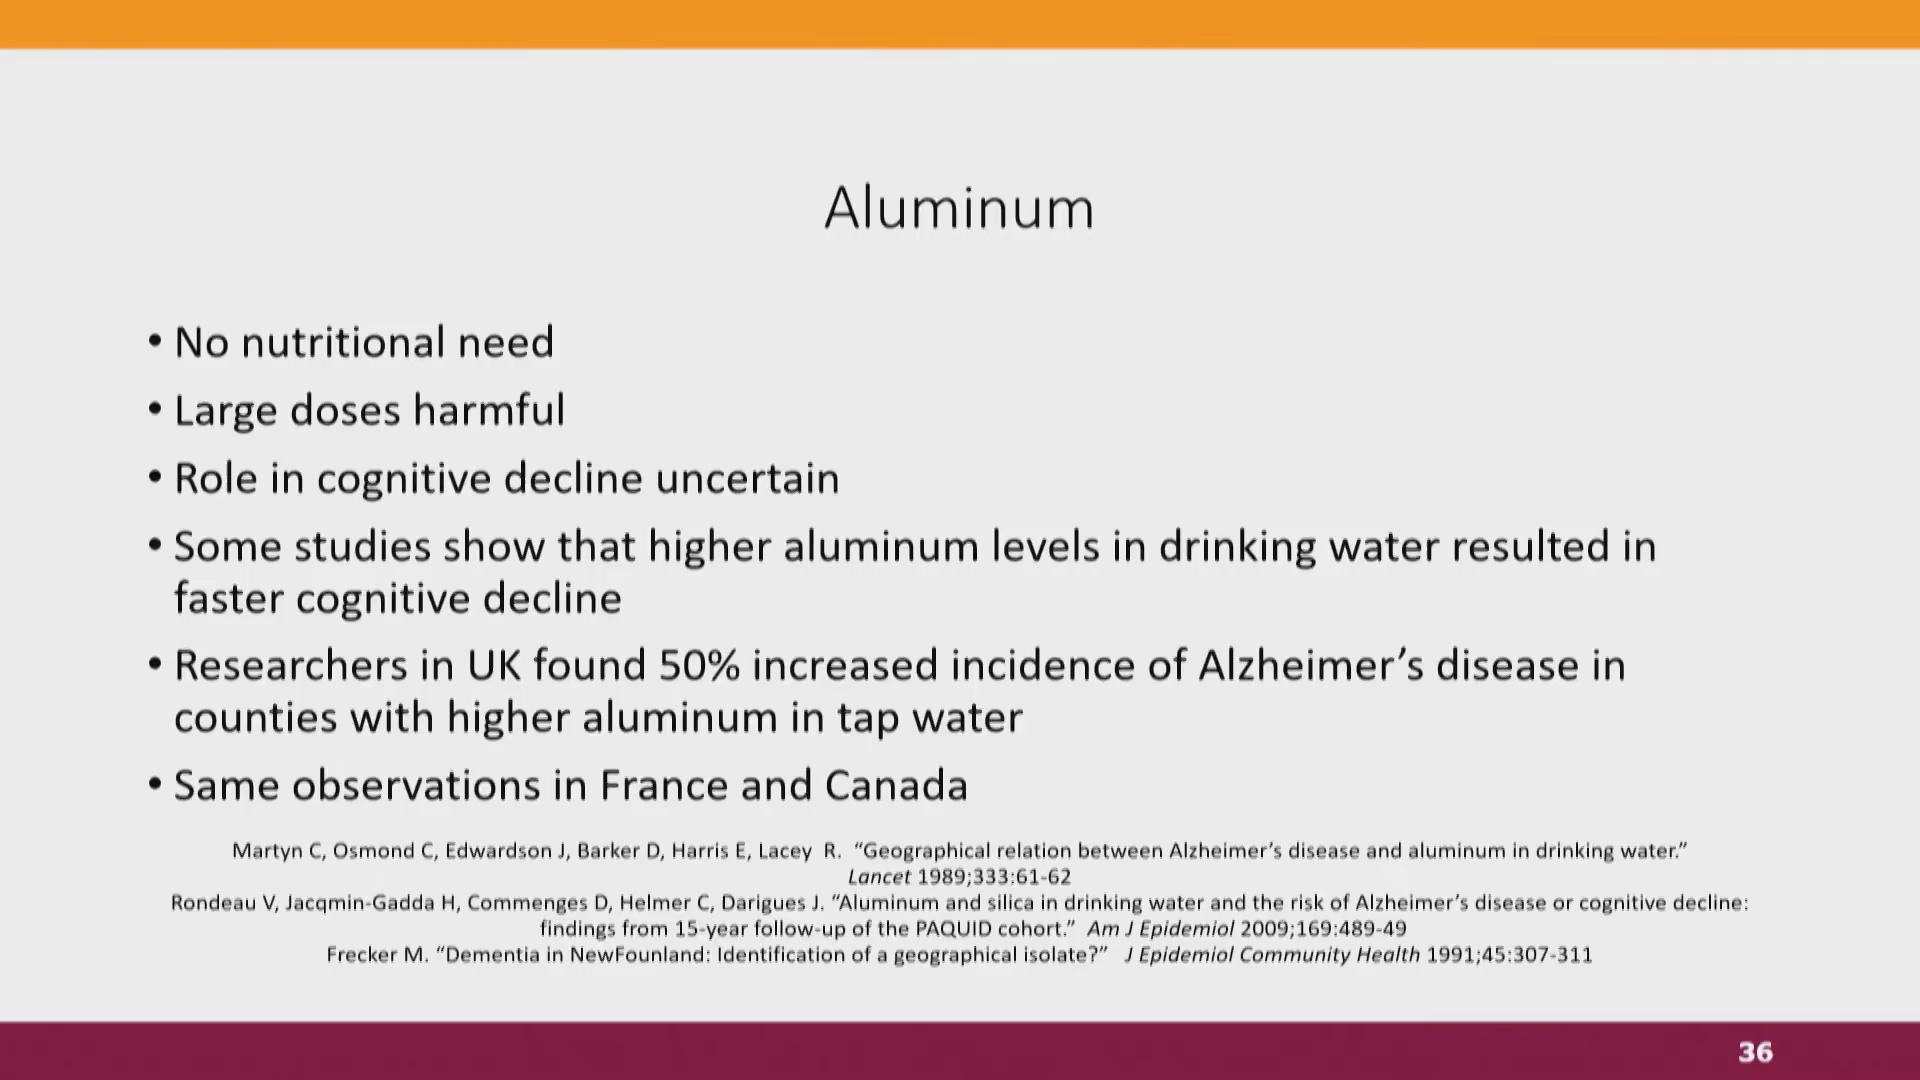 Aluminum
• No nutritional need
• Large doses harmful
• Role in cognitive decline uncertain
• Some studies show that higher aluminum levels in drinking water resulted in
faster cognitive decline
• Researchers in UK found 50% increased incidence of Alzheimer’s disease in
counties with higher aluminum in tap water
• Same observations in France and Canada
Martyn C, Osmond C, Edwardson J, Barker D, Harris E, Lacey R. “Geographical relation between Alzheimer’s disease and aluminum in drinking water.”
Lancet 1989;333:61-62
Rondeau V, Jacqmin-Gadda H, Commenges D, Helmer C, Darigues J. “Aluminum and silica in drinking water and the risk of Alzheimer’s disease or cognitive decline:
findings from 15-year follow-up of the PAQUID cohort.” Am J Epidemiol 2009;169:489-49
Frecker M. “Dementia in NewFounland: Identification of a geographical isolate?” J Epidemiol Community Health 1991;45:307-311
36